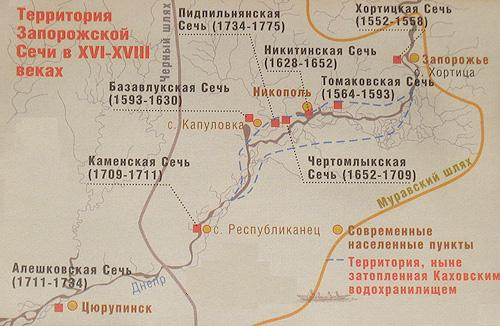 Территория
Запорожской
Сечи в XVI-XVIII
веках
Черный шлях
Пидпильнянская
Сечь (1734-1775)
Хортицкая Сечь
(1552-1558)
Никитинская Сечь
(1628-1652)
Запорожье
Хортица
Томаковская Сечь
(1564-1593)
Базавлукская Сечь
(1593-1630)
Никополь
с. Капуловка
Каменская Сечь
(1709-1711)
Чертомлыкская
Сечь (1652-1709)
Муравский шлях
с. Республиканец
Современные
населенные пункты
Территория, ныне
затопленная Каховским
водохранилищем
Алешковская Сечь
(1711-1734)
Днепр
Цюрупинск